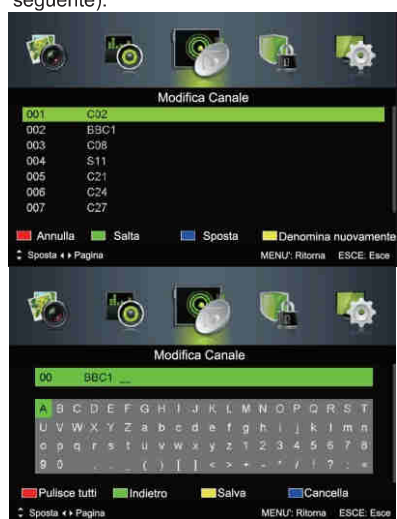 seguente).
Modifica Canale
001 C02
002 BBC1
003 C08
004 S11
005 C21
006 C24
007 C27
Annulla Salta Sposta Denomina nuovamente
Sposta Pagina MENU': Ritorna ESCE: Esce
Modifica Canale
00 BBC1 _
A B C D E F G H I J K L M N O P Q R S T
U V W X Y Z a b c d e f g h i j k l m n
o p q r s t u v w x y z 1 2 3 4 5 6 7 8
9 0 . - _ ( ) [ ] < > + - * / ! ? :
Pulisce tutti Indietro Salva Cancella
Sposta Pagina MENU': Ritorna ESCE: Esce